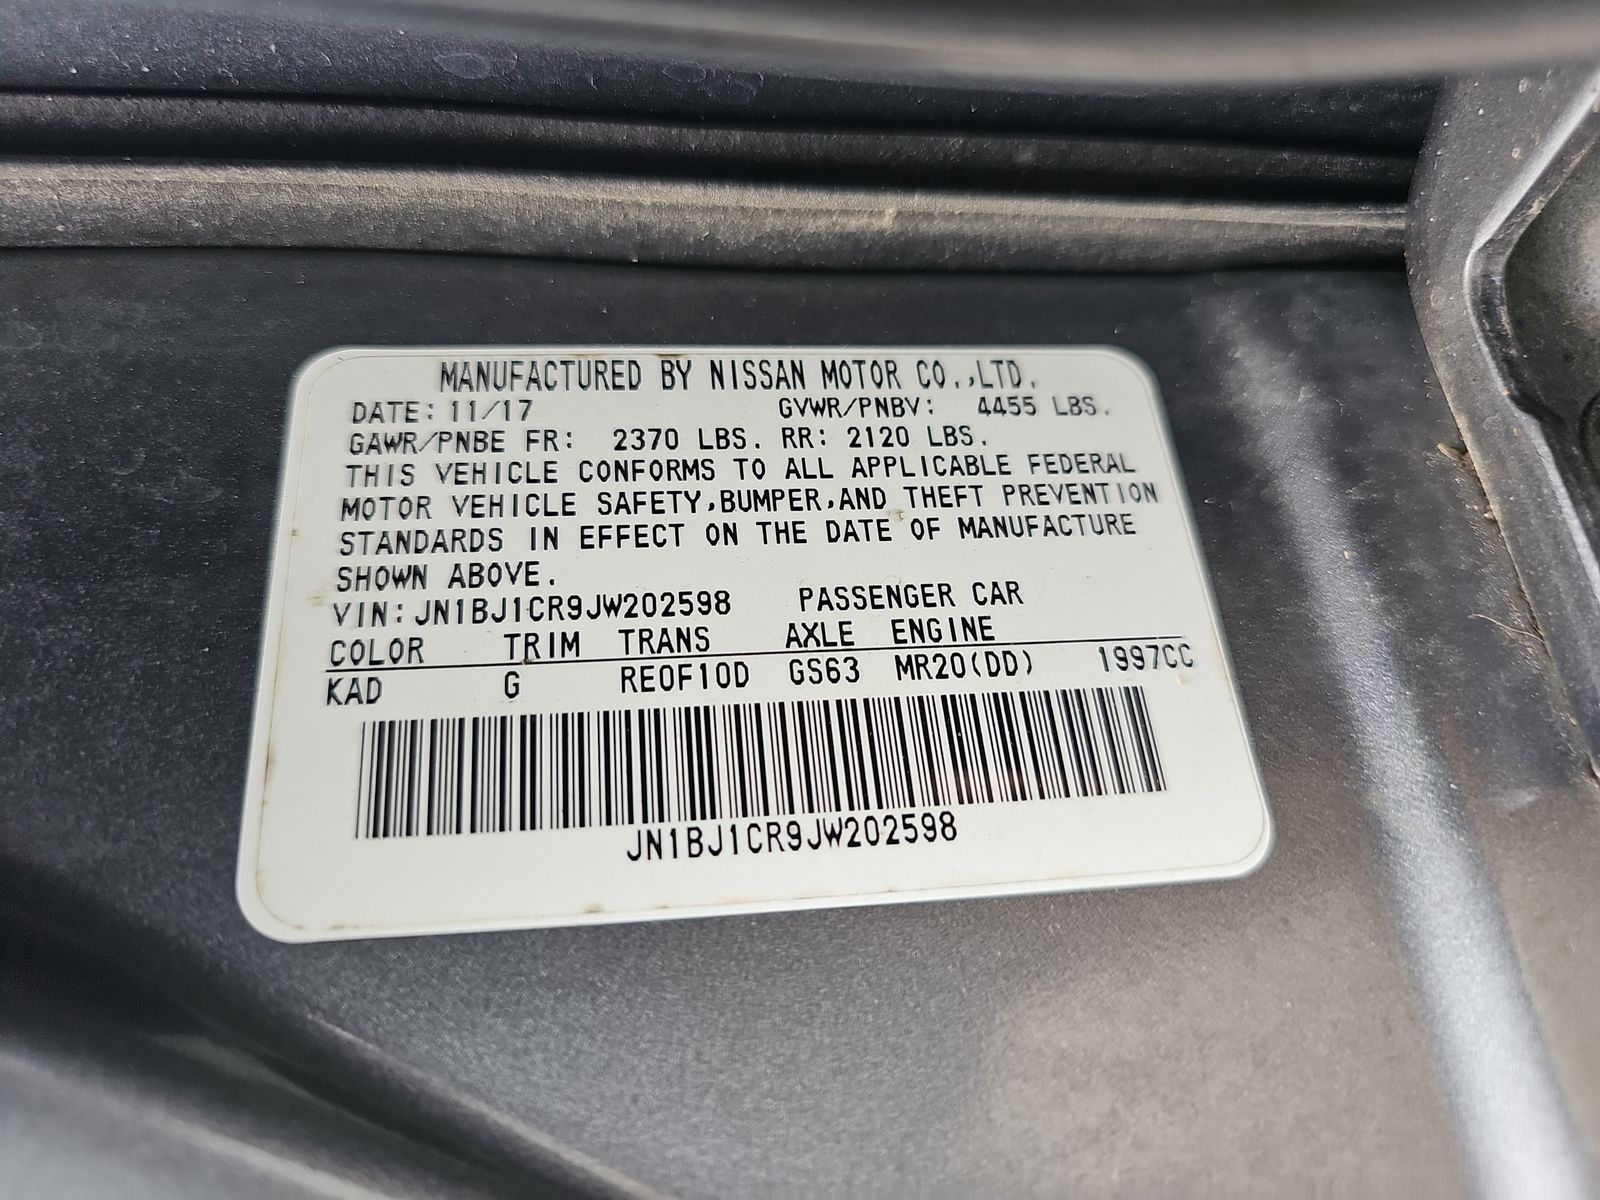 MANUFACTURED BY NISSAN MOTOR CO.,LTD.
DATE: 11/17 GVWR/PNBV: 4455 LBS.
GAWR/PNBE FR: 2370 LBS. RR: 2120 LBS.
THIS VEHICLE CONFORMS TO ALL APPLICABLE FEDERAL
MOTOR VEHICLE SAFETY,BUMPER,AND THEFT PREVENTION
STANDARDS IN EFFECT ON THE DATE OF MANUFACTURE
SHOWN ABOVE.
VIN:JN1BJ1CR9JW202598 PASSENGER CAR
COLOR TRIM TRANS AXLE ENGINE
KAD G RE0F10D GS63 MR20(DD) 1997CC
JN1BJ1CR9JW202598